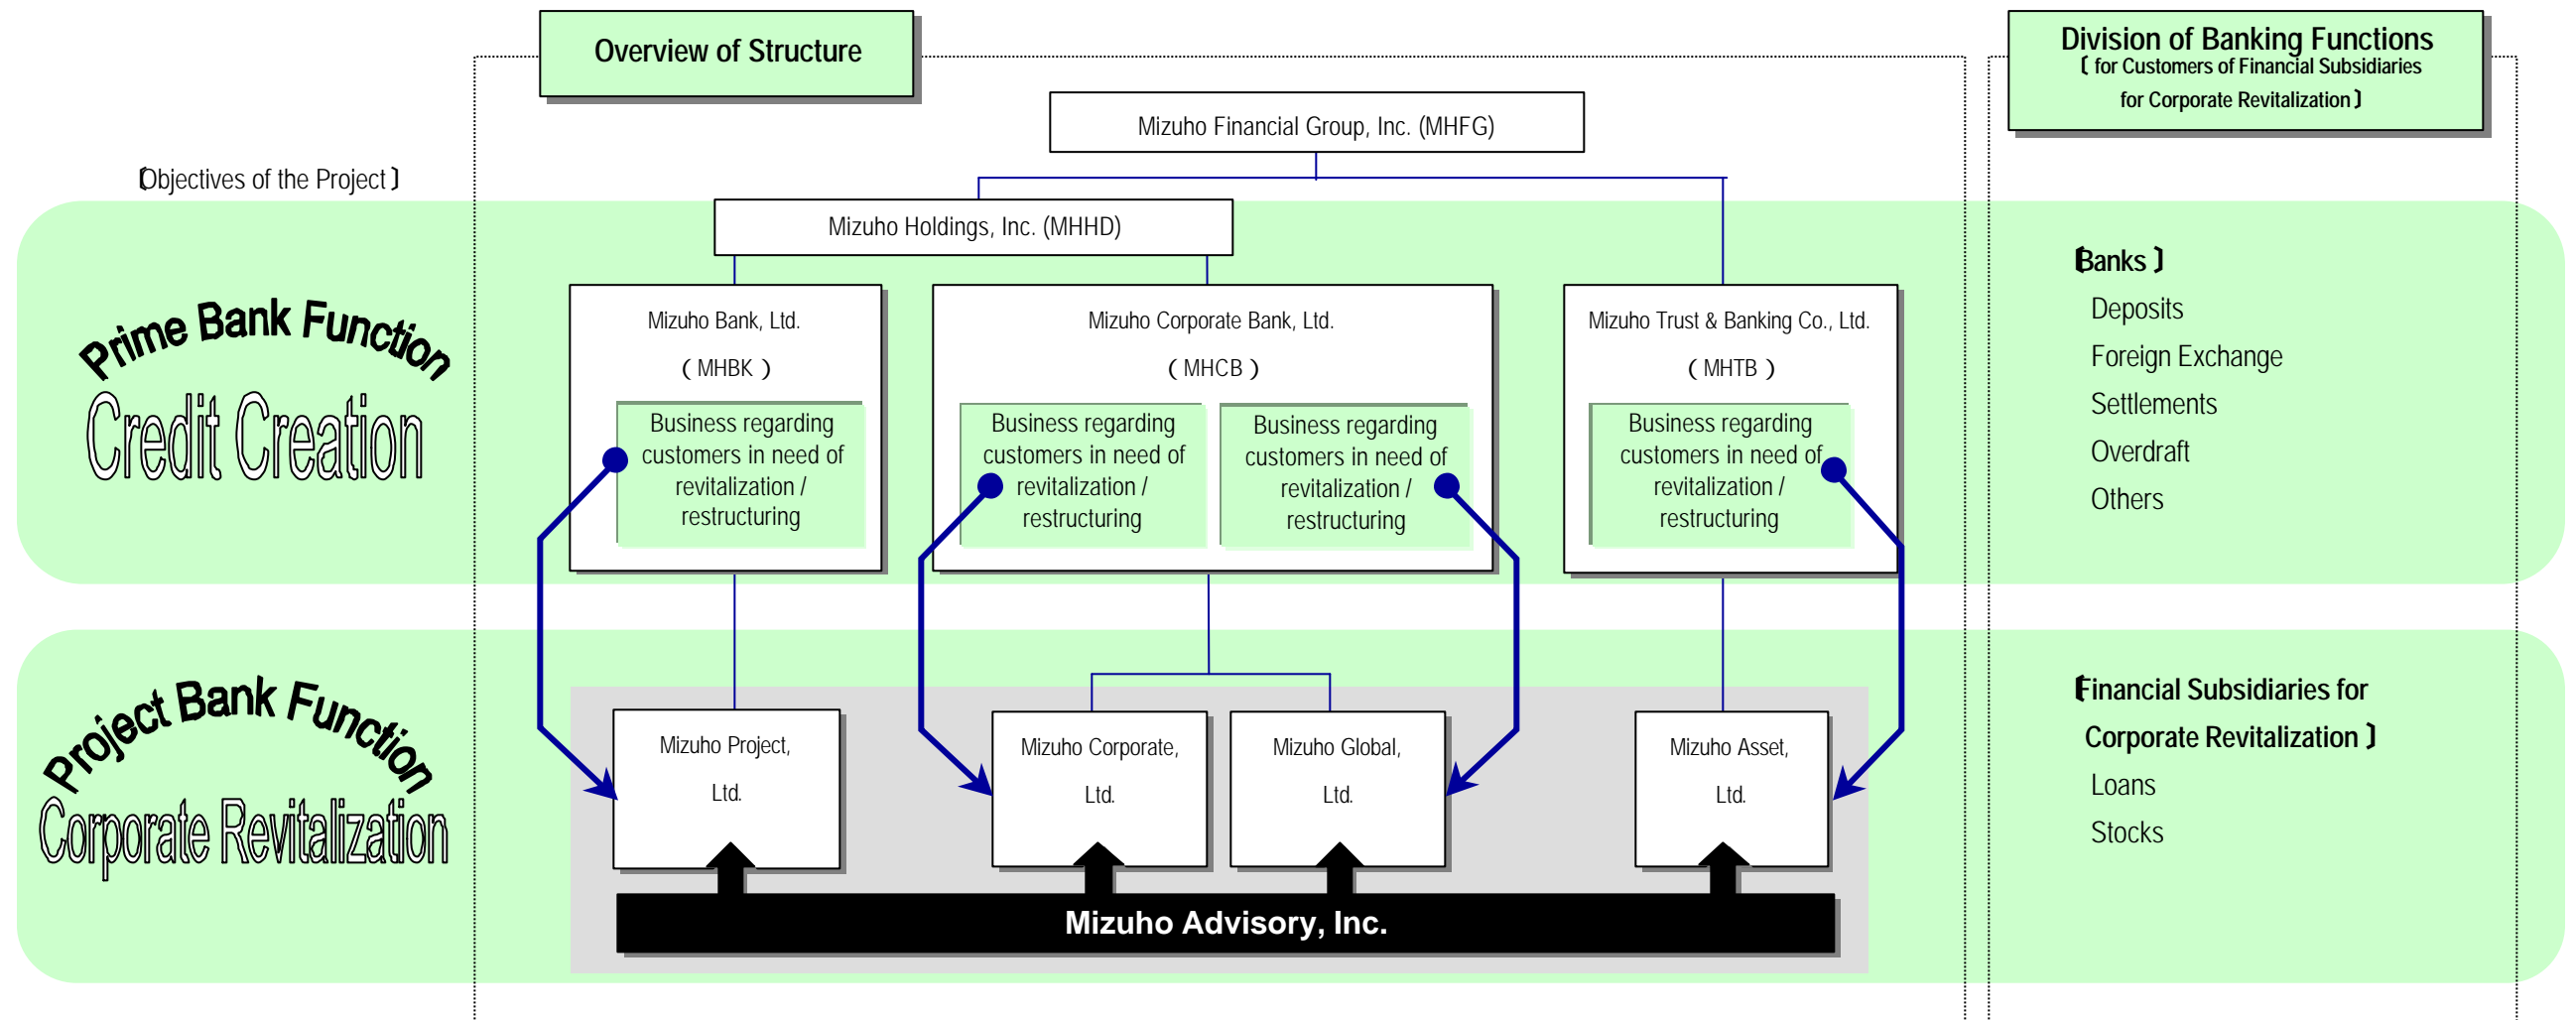 Overview of Structure
Division of Banking Functions
〔 for Customers of Financial Subsidiaries
for Corporate Revitalization 〕
Mizuho Financial Group, Inc. (MHFG)
〔Objectives of the Project 〕
Mizuho Holdings, Inc. (MHHD)
Prime Bank Function
Credit Creation
Mizuho Bank, Ltd.
( MHBK )
Business regarding
customers in need of
revitalization /
restructuring
Mizuho Corporate Bank, Ltd.
( MHCB )
Business regarding
customers in need of
revitalization /
restructuring
Business regarding
customers in need of
revitalization /
restructuring
Mizuho Trust & Banking Co., Ltd.
( MHTB )
Business regarding
customers in need of
revitalization /
restructuring
〔Banks 〕
Deposits
Foreign Exchange
Settlements
Overdraft
Others
Project Bank Function
Corporate Revitalization
Mizuho Project,
Ltd.
Mizuho Corporate,
Ltd.
Mizuho Global,
Ltd.
Mizuho Asset,
Ltd.
Mizuho Advisory, Inc.
〔Financial Subsidiaries for
Corporate Revitalization 〕
Loans
Stocks